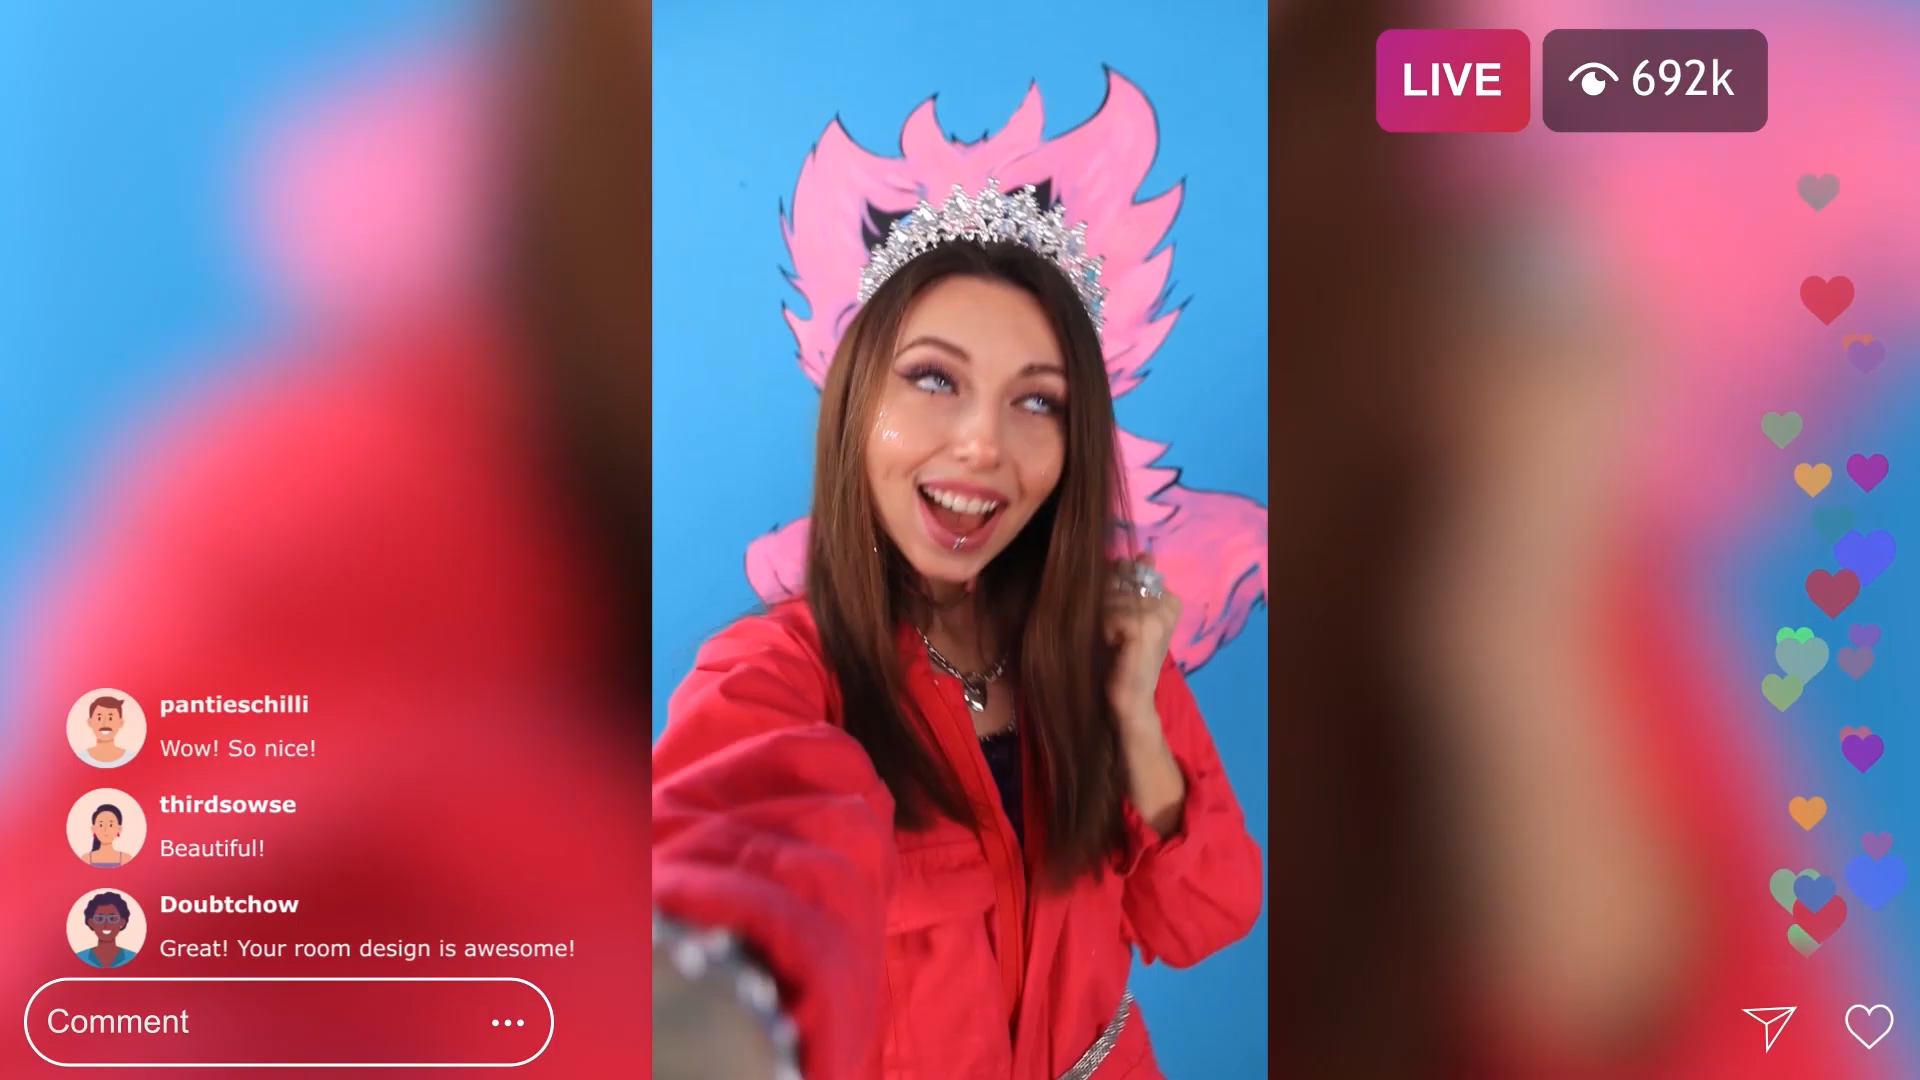 LIVE 692k
pantieschilli
Wow! So nice!
thirdsowse
Beautiful!
Doubtchow
Great! Your room design is awesome!
Comment